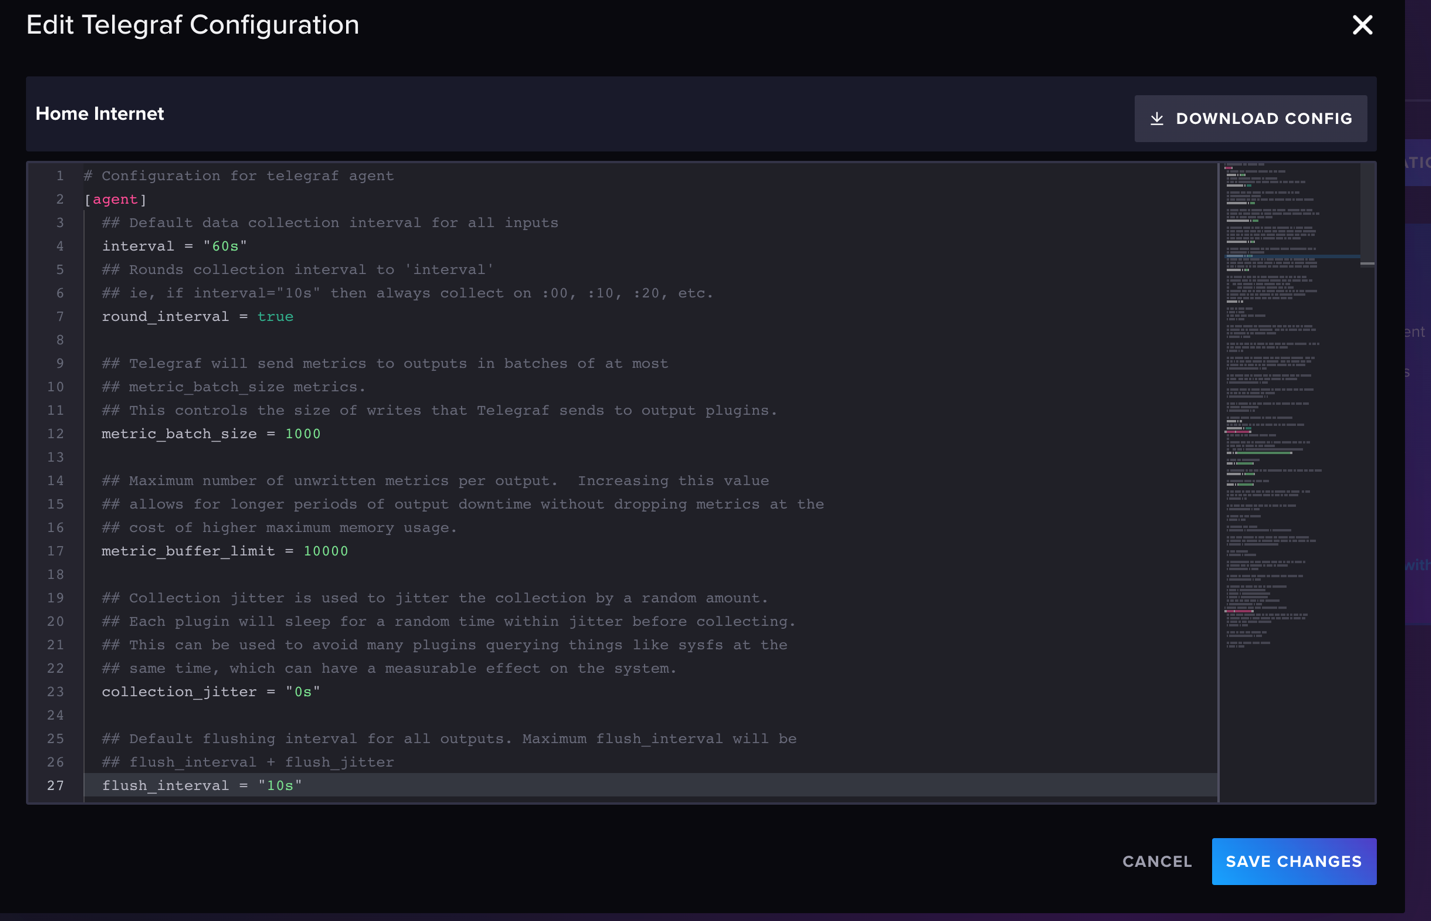 Edit Telegraf Configuration
Home Internet
DOWNLOAD CONFIG
1 # Configuration for telegraf agent
2 [agent]
3 ## Default data collection interval for all inputs
4 interval = "60s"
5 ## Rounds collection interval to 'interval'
6 ## ie, if interval="10s" then always collect on :00, :10, :20, etc.
7 round_interval = true
8
9 ## Telegraf will send metrics to outputs in batches of at most
10 ## metric_batch_size metrics.
11 ## This controls the size of writes that Telegraf sends to output plugins.
12 metric_batch_size = 1000
13
14 ## Maximum number of unwritten metrics per output.  Increasing this value
15 ## allows for longer periods of output downtime without dropping metrics at the
16 ## cost of higher maximum memory usage.
17 metric_buffer_limit = 10000
18
19 ## Collection jitter is used to jitter the collection by a random amount.
20 ## Each plugin will sleep for a random time within jitter before collecting.
21 ## This can be used to avoid many plugins querying things like sysfs at the
22 ## same time, which can have a measurable effect on the system.
23 collection_jitter = "0s"
24
25 ## Default flushing interval for all outputs. Maximum flush_interval will be
26 ## flush_interval + flush_jitter
27 flush_interval = "10s"
CANCEL
SAVE CHANGES